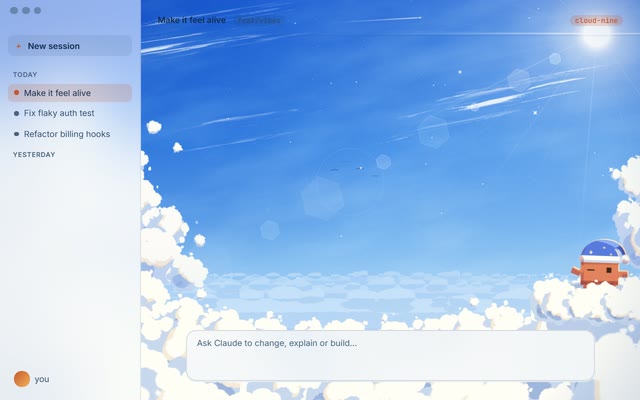 Make it feel alive
cloud-nine
+ New session
TODAY
Make it feel alive
Fix flaky auth test
Refactor billing hooks
YESTERDAY
Ask Claude to change, explain or build...
you